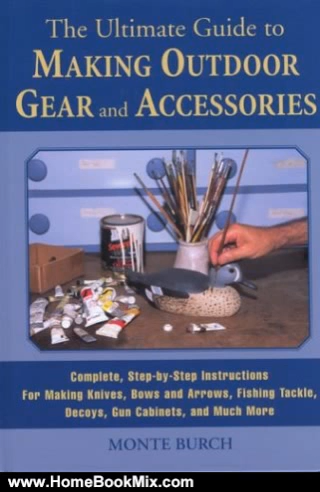 The Ultimate Guide to
MAKING OUTDOOR
GEAR and ACCESSORIES
Complete, Step-by-Step Instructions
For Making Knives, Bows and Arrows, Fishing Tackle,
Decoys, Gun Cabinets, and Much More
MONTE BURCH
www.HomeBookMix.com